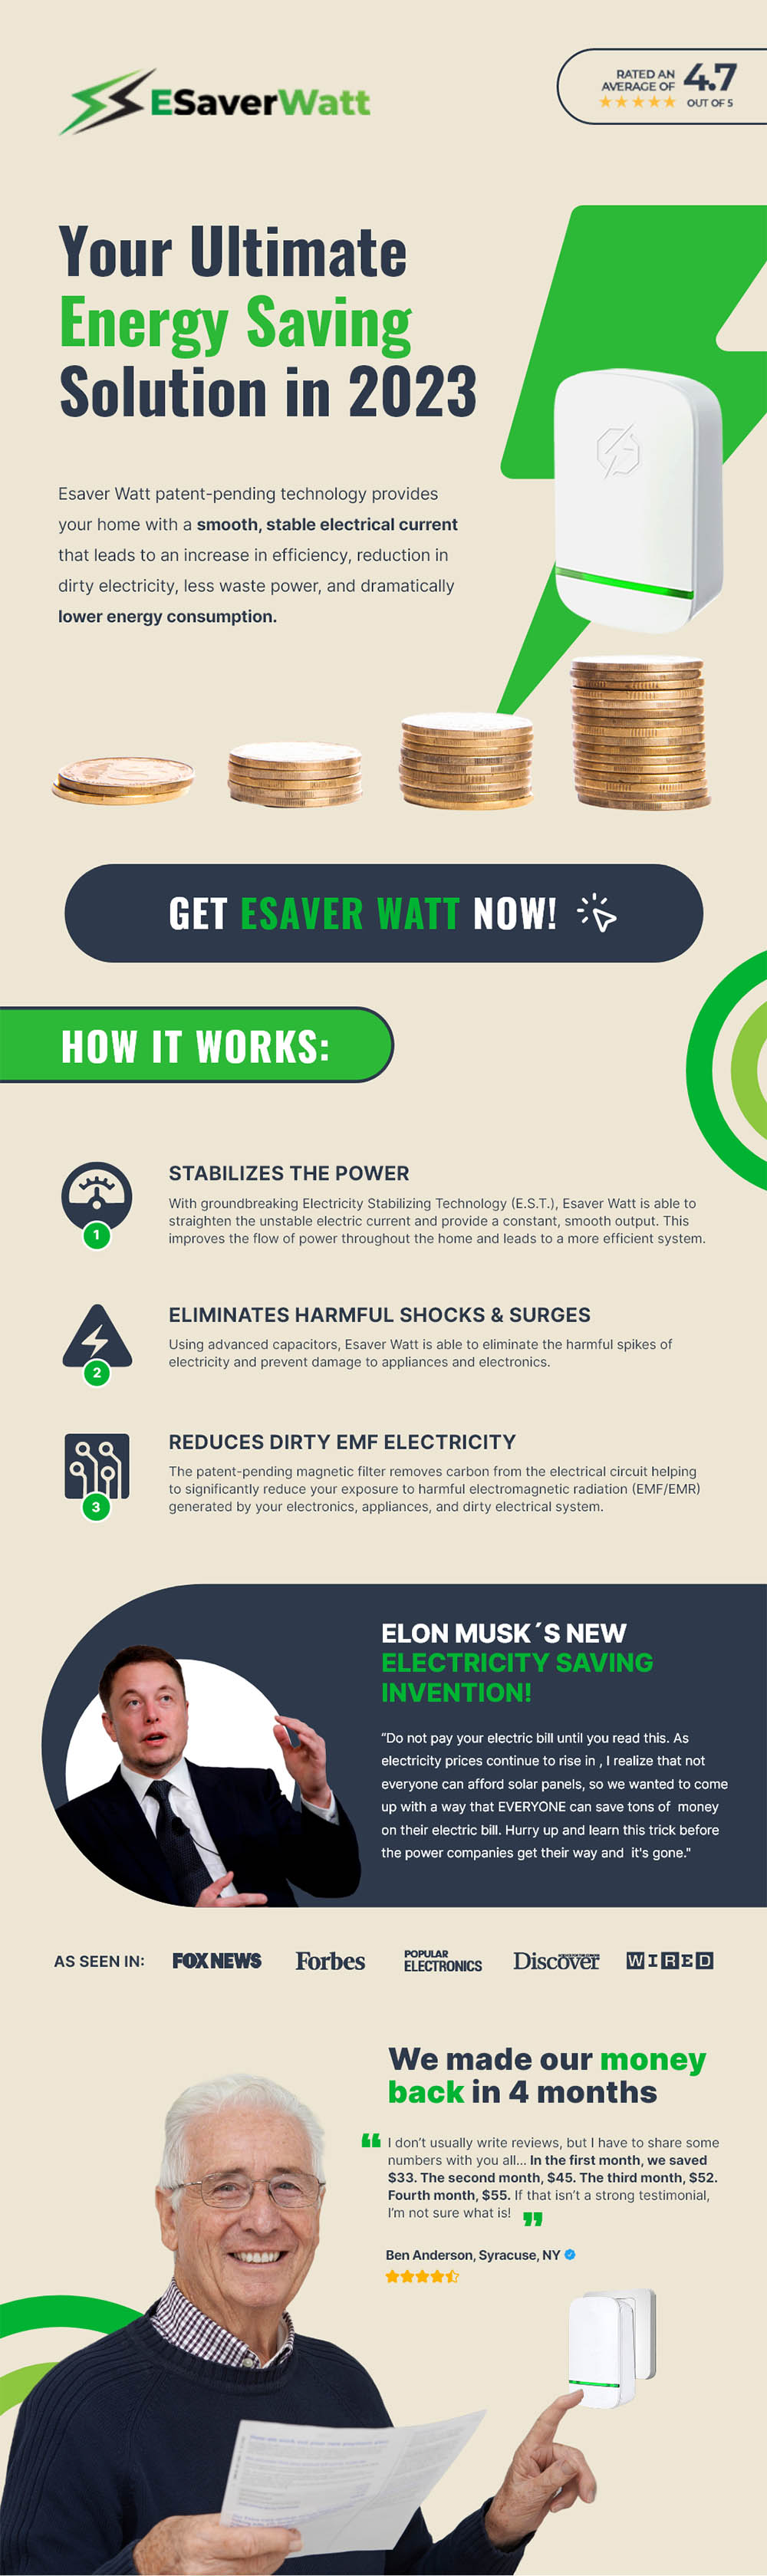 ESaverWatt
RATED AN
AVERAGE OF
4.7
OUT OF 5
Your Ultimate
Energy Saving
Solution in 2023
Esaver Watt patent-pending technology provides
your home with a smooth, stable electrical current
that leads to an increase in efficiency, reduction in
dirty electricity, less waste power, and dramatically
lower energy consumption.
GET ESAVER WATT NOW!
HOW IT WORKS:
1
STABILIZES THE POWER
With groundbreaking Electricity Stabilizing Technology (E.S.T.), Esaver Watt is able to
straighten the unstable electric current and provide a constant, smooth output. This
improves the flow of power throughout the home and leads to a more efficient system.
2
ELIMINATES HARMFUL SHOCKS & SURGES
Using advanced capacitors, Esaver Watt is able to eliminate the harmful spikes of
electricity and prevent damage to appliances and electronics.
3
REDUCES DIRTY EMF ELECTRICITY
The patent-pending magnetic filter removes carbon from the electrical circuit helping
to significantly reduce your exposure to harmful electromagnetic radiation (EMF/EMR)
generated by your electronics, appliances, and dirty electrical system.
ELON MUSK´S NEW
ELECTRICITY SAVING
INVENTION!
“Do not pay your electric bill until you read this. As
electricity prices continue to rise in , I realize that not
everyone can afford solar panels, so we wanted to come
up with a way that EVERYONE can save tons of money
on their electric bill. Hurry up and learn this trick before
the power companies get their way and it's gone."
AS SEEN IN:
FOX NEWS
Forbes
POPULAR
ELECTRONICS
Discover
WIRED
We made our money
back in 4 months
“ I don’t usually write reviews, but I have to share some
numbers with you all... In the first month, we saved
$33. The second month, $45. The third month, $52.
Fourth month, $55. If that isn’t a strong testimonial,
I’m not sure what is! ”
Ben Anderson, Syracuse, NY